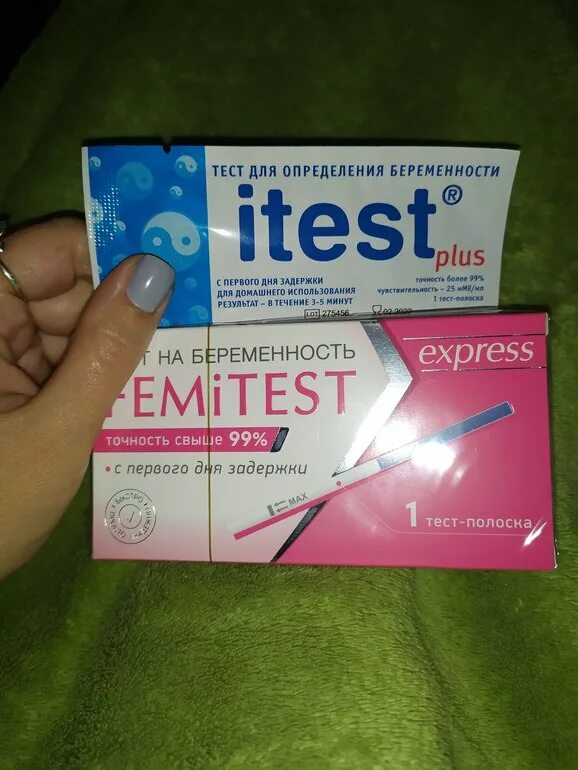 ТЕСТ ДЛЯ ОПРЕДЕЛЕНИЯ БЕРЕМЕННОСТИ
itest®
plus
С ПЕРВОГО ДНЯ ЗАДЕРЖКИ
ДЛЯ ДОМАШНЕГО ИСПОЛЬЗОВАНИЯ
РЕЗУЛЬТАТ – В ТЕЧЕНИЕ 3-5 МИНУТ
точность более 99%
чувствительность – 25 мМЕ/мл
1 тест-полоска
LOT 275456
02.2022
НА БЕРЕМЕННОСТЬ
FEMiTEST
express
точность свыше 99%
• с первого дня задержки
MAX
1 тест-полоска